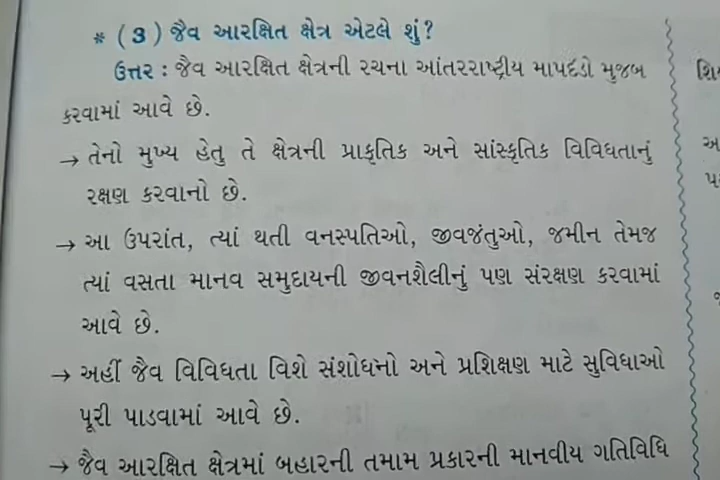 * (3) જૈવ આરક્ષિત ક્ષેત્ર એટલે શું?
ઉત્તર : જૈવ આરક્ષિત ક્ષેત્રની રચના આંતરરાષ્ટ્રીય માપદંડો મુજબ
કરવામાં આવે છે.
→ તેનો મુખ્ય હેતુ તે ક્ષેત્રની પ્રાકૃતિક અને સાંસ્કૃતિક વિવિધતાનું
રક્ષણ કરવાનો છે.
→ આ ઉપરાંત, ત્યાં થતી વનસ્પતિઓ, જીવજંતુઓ, જમીન તેમજ
ત્યાં વસતા માનવ સમુદાયની જીવનશૈલીનું પણ સંરક્ષણ કરવામાં
આવે છે.
→ અહીં જૈવ વિવિધતા વિશે સંશોધનો અને પ્રશિક્ષણ માટે સુવિધાઓ
પૂરી પાડવામાં આવે છે.
→ જૈવ આરક્ષિત ક્ષેત્રમાં બહારની તમામ પ્રકારની માનવીય ગતિવિધિ